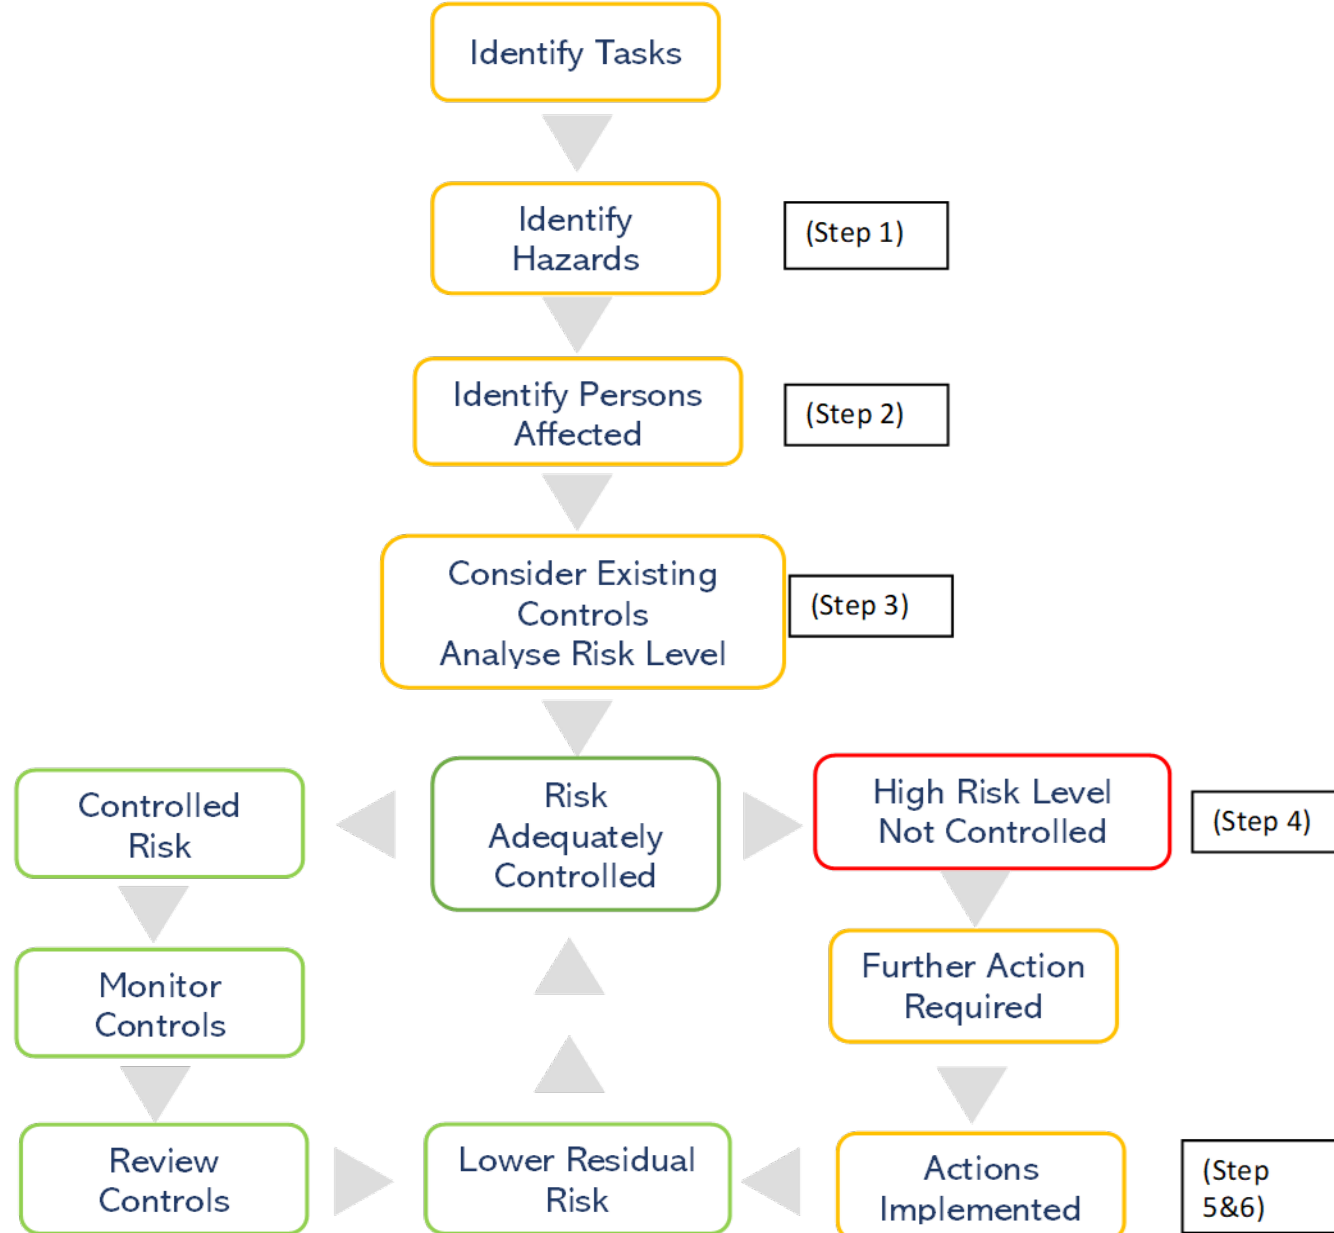 Identify Tasks
Identify
Hazards
(Step 1)
Identify Persons
Affected
(Step 2)
Consider Existing
Controls
Analyse Risk Level
(Step 3)
Controlled
Risk
Risk
Adequately
Controlled
High Risk Level
Not Controlled
(Step 4)
Monitor
Controls
Further Action
Required
Review
Controls
Lower Residual
Risk
Actions
Implemented
(Step
5&6)